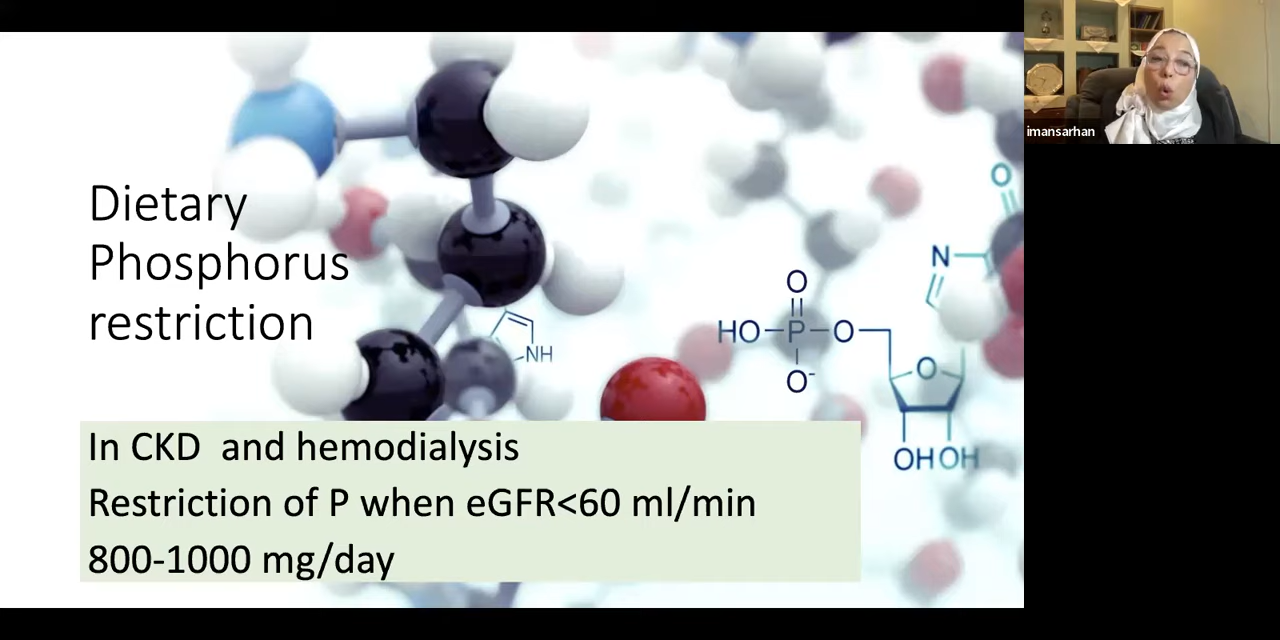 Dietary
Phosphorus
restriction
In CKD  and hemodialysis
Restriction of P when eGFR<60 ml/min
800-1000 mg/day
NH
O
HO
P
O
O-
O
OH
OH
N
O
imansarhan